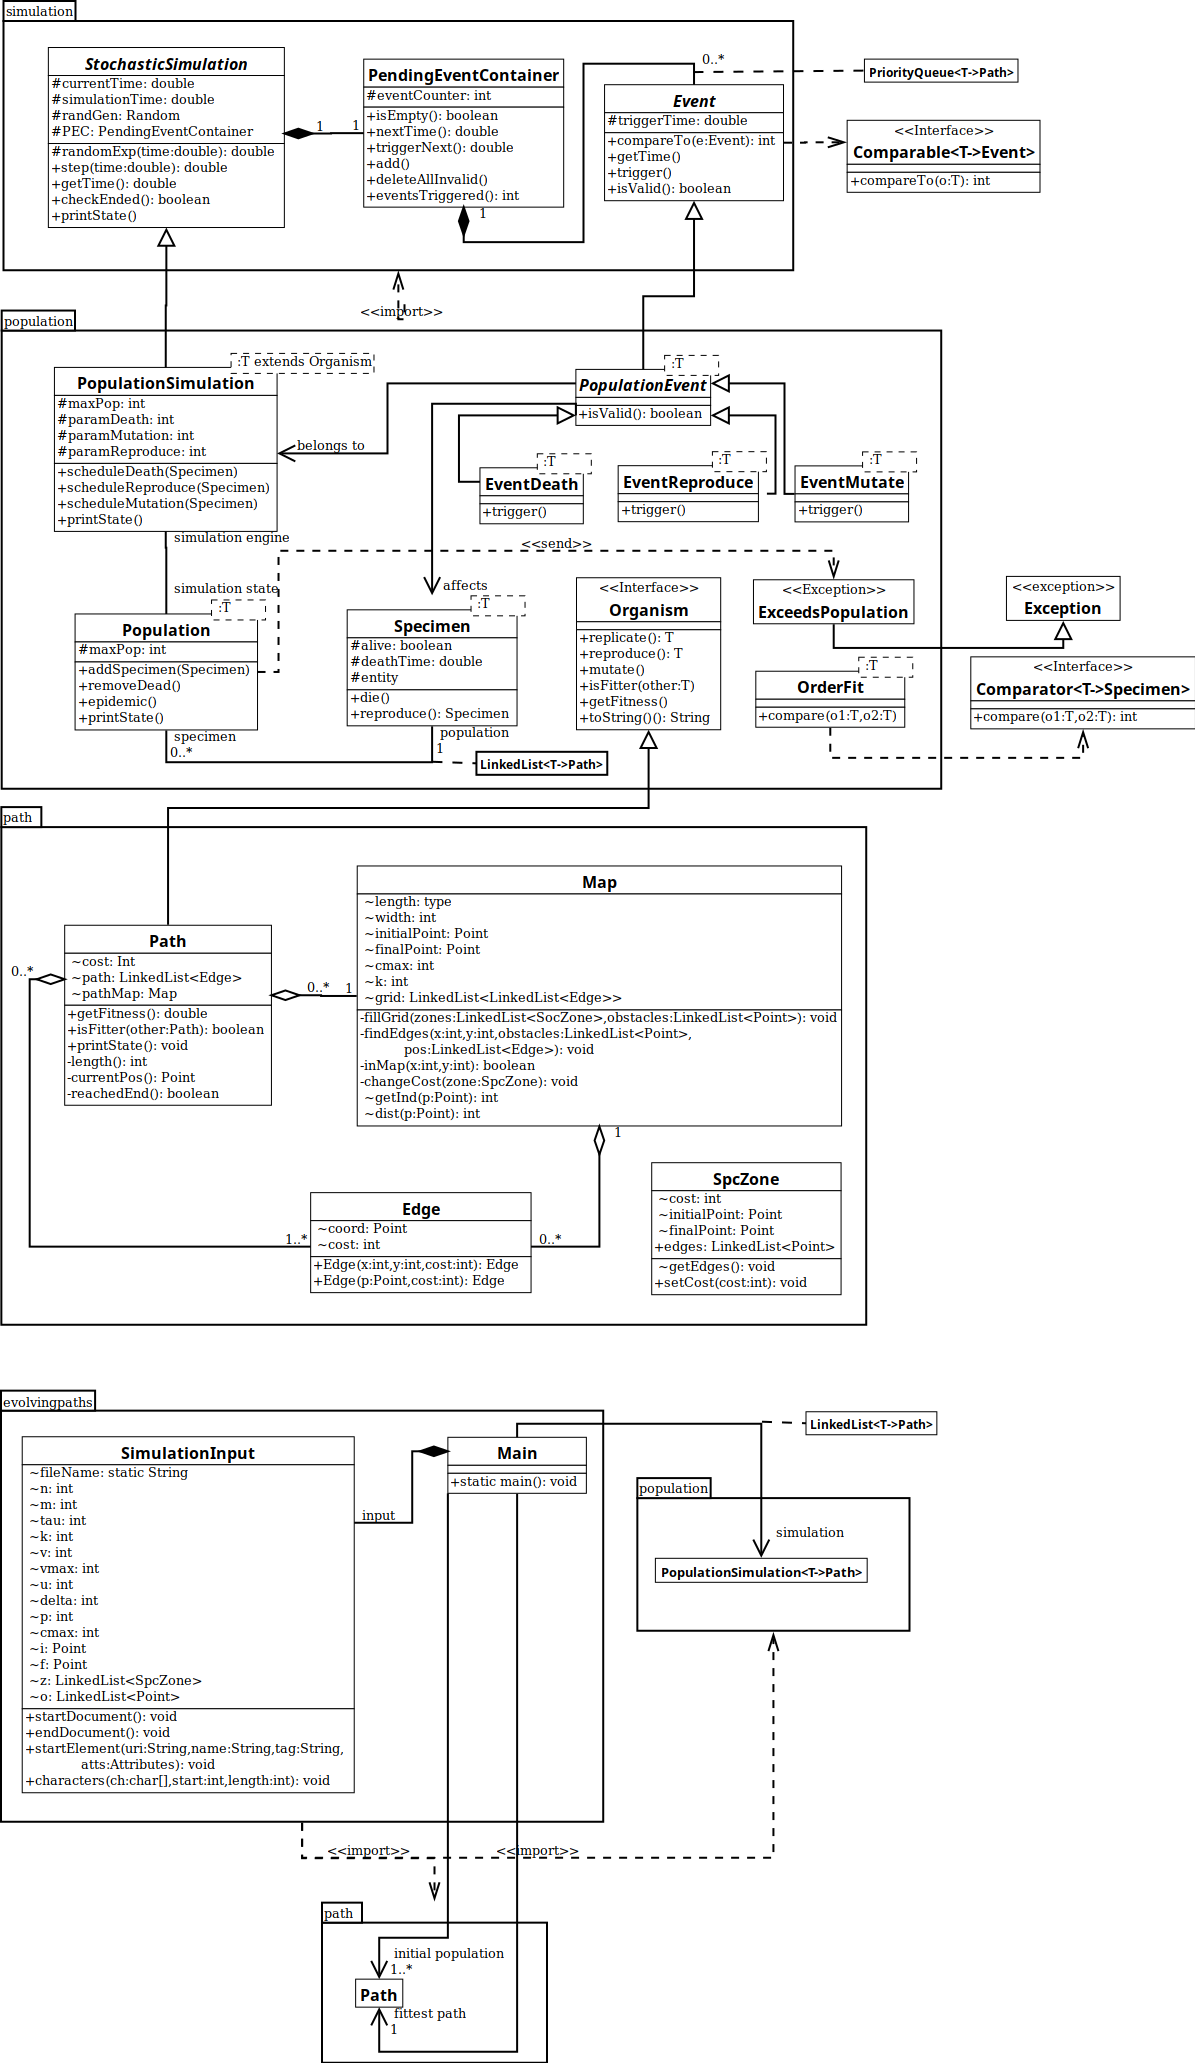 simulation
StochasticSimulation
#currentTime: double
#simulationTime: double
#randGen: Random
#PEC: PendingEventContainer
#randomExp(time:double): double
+step(time:double): double
+getTime(): double
+checkEnded(): boolean
+printState()
1
1
PendingEventContainer
#eventCounter: int
+isEmpty(): boolean
+nextTime(): double
+triggerNext(): double
+add()
+deleteAllInvalid()
+eventsTriggered(): int
1
0..*
Event
#triggerTime: double
+compareTo(e:Event): int
+getTime()
+trigger()
+isValid(): boolean
PriorityQueue<T->Path>
<<Interface>>
Comparable<T->Event>
+compareTo(o:T): int
<<import>>
population
:T extends Organism
PopulationSimulation
#maxPop: int
#paramDeath: int
#paramMutation: int
#paramReproduce: int
+scheduleDeath(Specimen)
+scheduleReproduce(Specimen)
+scheduleMutation(Specimen)
+printState()
belongs to
:T
PopulationEvent
+isValid(): boolean
:T
EventDeath
+trigger()
:T
EventReproduce
+trigger()
:T
EventMutate
+trigger()
simulation engine
<<send>>
simulation state
:T
Population
#maxPop: int
+addSpecimen(Specimen)
+removeDead()
+epidemic()
+printState()
specimen
0..*
affects
:T
Specimen
#alive: boolean
#deathTime: double
#entity
+die()
+reproduce(): Specimen
population
1
LinkedList<T->Path>
<<Interface>>
Organism
+replicate(): T
+reproduce(): T
+mutate()
+isFitter(other:T)
+getFitness()
+toString()(): String
<<Exception>>
ExceedsPopulation
<<exception>>
Exception
:T
OrderFit
+compare(o1:T,o2:T)
<<Interface>>
Comparator<T->Specimen>
+compare(o1:T,o2:T): int
path
Path
~cost: Int
~path: LinkedList<Edge>
~pathMap: Map
+getFitness(): double
+isFitter(other:Path): boolean
+printState(): void
-length(): int
-currentPos(): Point
-reachedEnd(): boolean
0..*
0..*
1
Map
~length: type
~width: int
~initialPoint: Point
~finalPoint: Point
~cmax: int
~k: int
~grid: LinkedList<LinkedList<Edge>>
-fillGrid(zones:LinkedList<SocZone>,obstacles:LinkedList<Point>): void
-findEdges(x:int,y:int,obstacles:LinkedList<Point>,
pos:LinkedList<Edge>): void
-inMap(x:int,y:int): boolean
-changeCost(zone:SpcZone): void
~getInd(p:Point): int
~dist(p:Point): int
1
1..*
Edge
~coord: Point
~cost: int
+Edge(x:int,y:int,cost:int): Edge
+Edge(p:Point,cost:int): Edge
0..*
SpcZone
~cost: int
~initialPoint: Point
~finalPoint: Point
+edges: LinkedList<Point>
~getEdges(): void
+setCost(cost:int): void
evolvingpaths
SimulationInput
~fileName: static String
~n: int
~m: int
~tau: int
~k: int
~v: int
~vmax: int
~u: int
~delta: int
~p: int
~cmax: int
~i: Point
~f: Point
~z: LinkedList<SpcZone>
~o: LinkedList<Point>
+startDocument(): void
+endDocument(): void
+startElement(uri:String,name:String,tag:String,
atts:Attributes): void
+characters(ch:char[],start:int,length:int): void
input
Main
+static main(): void
LinkedList<T->Path>
population
simulation
PopulationSimulation<T->Path>
<<import>>
<<import>>
path
initial population
1..*
Path
fittest path
1